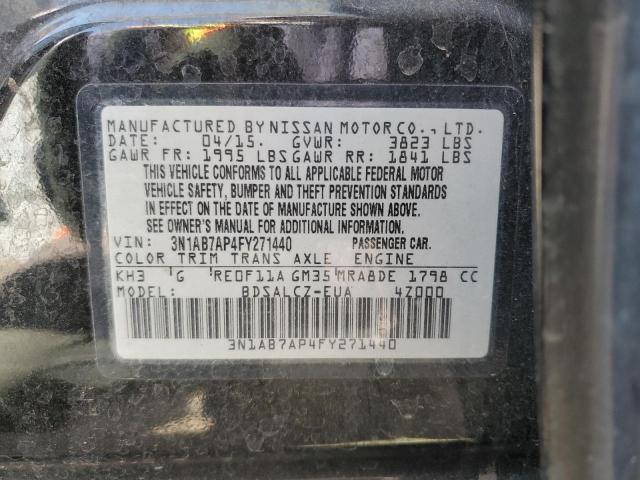 MANUFACTURED BY NISSAN MOTOR CO., LTD.
DATE: 04/15. GVWR: 3823 LBS
GAWR FR: 1995 LBS GAWR RR: 1841 LBS
THIS VEHICLE CONFORMS TO ALL APPLICABLE FEDERAL MOTOR
VEHICLE SAFETY, BUMPER AND THEFT PREVENTION STANDARDS
IN EFFECT ON THE DATE OF MANUFACTURE SHOWN ABOVE.
SEE OWNER'S MANUAL FOR ADDITIONAL INFORMATION.
VIN: 3N1AB7AP4FY271440 PASSENGER CAR.
COLOR TRIM TRANS AXLE ENGINE
KH3 G RE0F11A GM35 MRA8DE 1798 CC
MODEL: BDSALCZ-EUA 4Z000
3N1AB7AP4FY271440